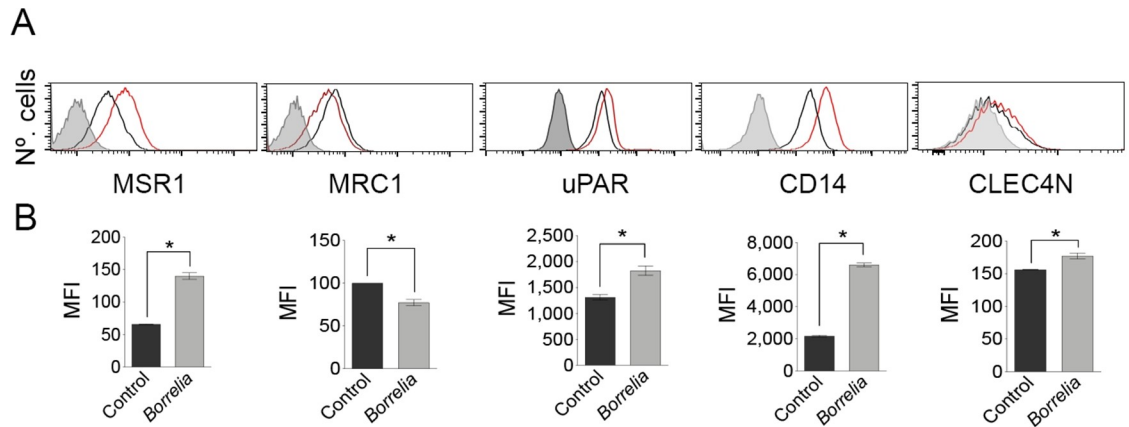 A
Nº. cells
MSR1 MRC1 uPAR CD14 CLEC4N
B
MFI
200
150
100
50
0
*
Control
Borrelia
MFI
150
100
50
0
*
Control
Borrelia
MFI
2,500
2,000
1,500
1,000
500
0
*
Control
Borrelia
MFI
8,000
6,000
4,000
2,000
0
*
Control
Borrelia
MFI
200
150
100
50
0
*
Control
Borrelia